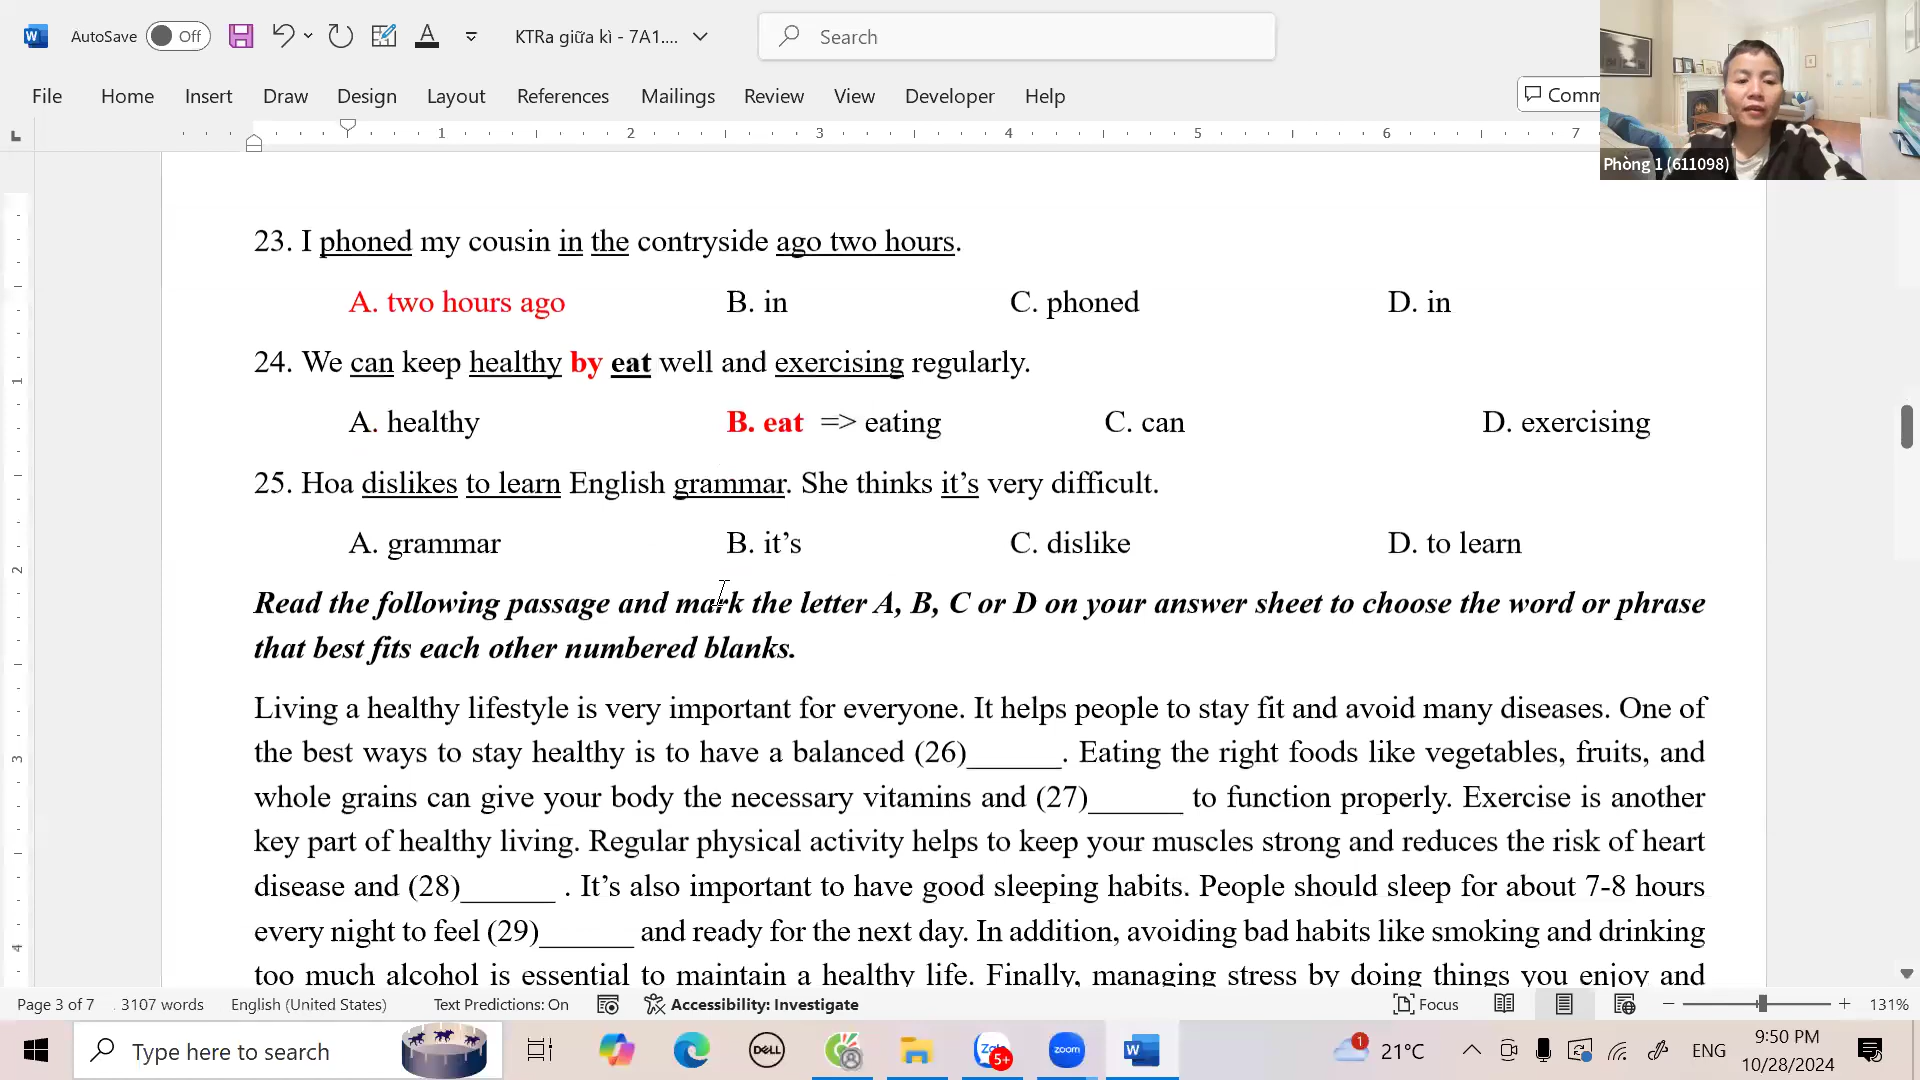 AutoSave Off KTRa giữa kì - 7A1.... Search
File Home Insert Draw Design Layout References Mailings Review View Developer Help Comm
Phòng 1 (611098)
1 2 3 4 5 6 7
23. I phoned my cousin in the contryside ago two hours.
A. two hours ago B. in C. phoned D. in
24. We can keep healthy by eat well and exercising regularly.
A. healthy B. eat => eating C. can D. exercising
25. Hoa dislikes to learn English grammar. She thinks it's very difficult.
A. grammar B. it's C. dislike D. to learn
Read the following passage and mark the letter A, B, C or D on your answer sheet to choose the word or phrase
that best fits each other numbered blanks.
Living a healthy lifestyle is very important for everyone. It helps people to stay fit and avoid many diseases. One of
the best ways to stay healthy is to have a balanced (26)______. Eating the right foods like vegetables, fruits, and
whole grains can give your body the necessary vitamins and (27)______ to function properly. Exercise is another
key part of healthy living. Regular physical activity helps to keep your muscles strong and reduces the risk of heart
disease and (28)______ . It's also important to have good sleeping habits. People should sleep for about 7-8 hours
every night to feel (29)______ and ready for the next day. In addition, avoiding bad habits like smoking and drinking
too much alcohol is essential to maintain a healthy life. Finally, managing stress by doing things you enjoy and
Page 3 of 7 3107 words English (United States) Text Predictions: On Accessibility: Investigate Focus 131%
Type here to search DELL Zalo 5+ zoom 1 21°C ENG 9:50 PM
10/28/2024